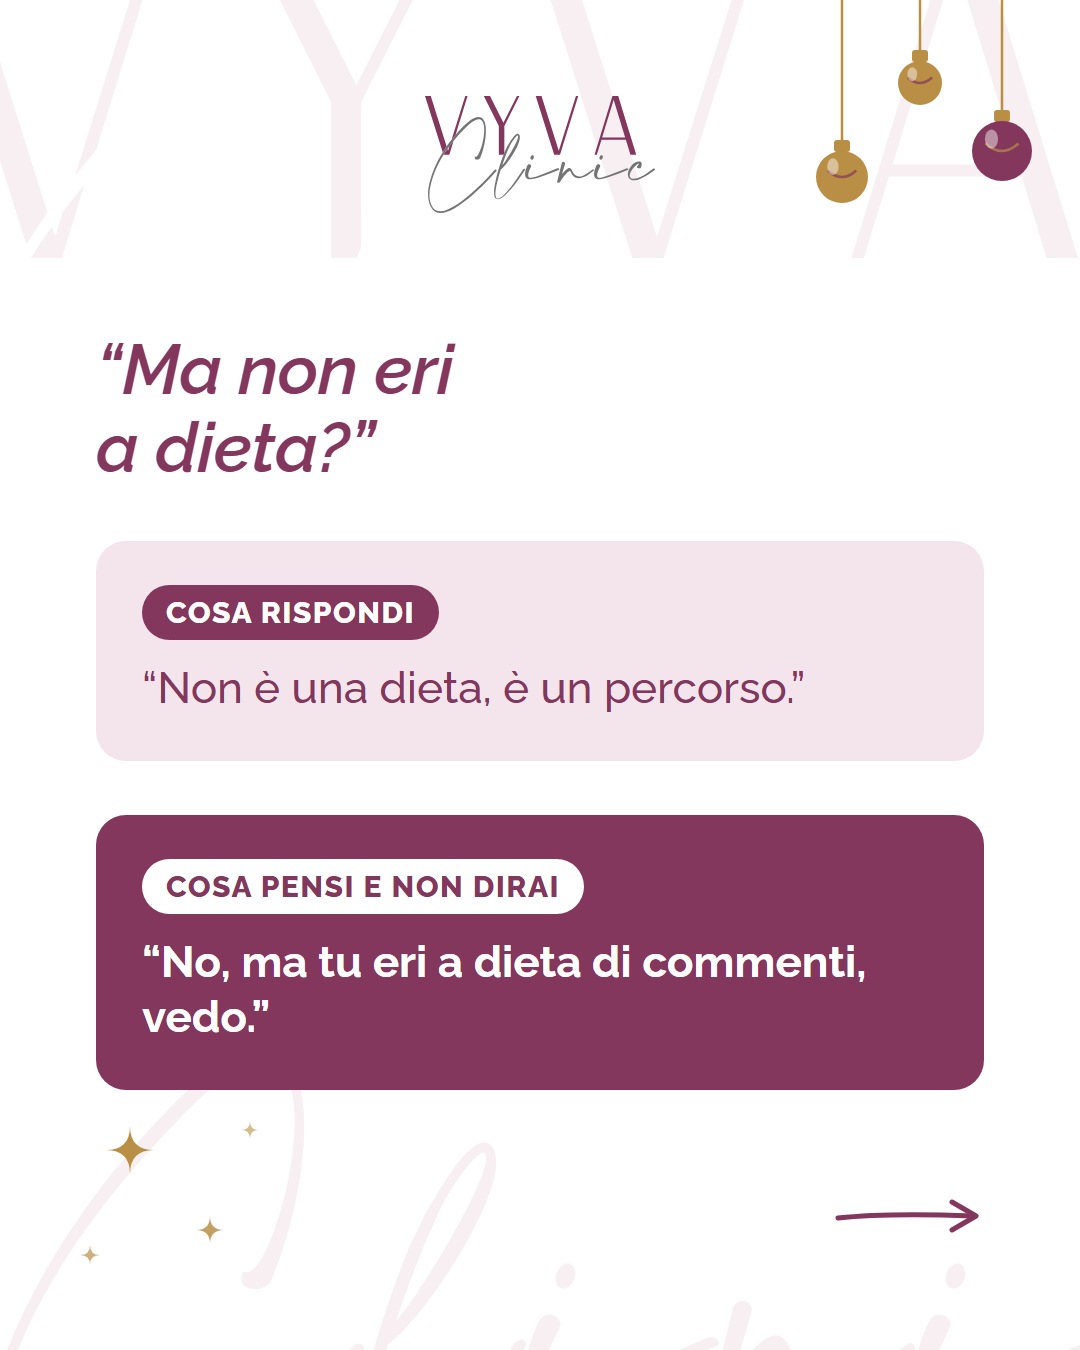 VYVA
Clinic
“Ma non eri
a dieta?”
COSA RISPONDI
“Non è una dieta, è un percorso.”
COSA PENSI E NON DIRAI
“No, ma tu eri a dieta di commenti,
vedo.”